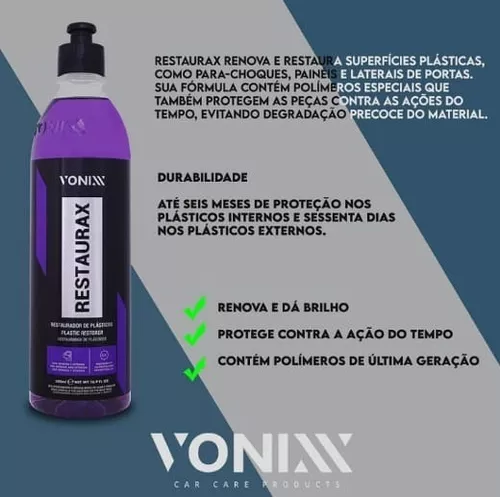 RESTAURAX RENOVA E RESTAURA SUPERFÍCIES PLÁSTICAS,
COMO PARA-CHOQUES, PAINÉIS E LATERAIS DE PORTAS.
SUA FÓRMULA CONTÉM POLÍMEROS ESPECIAIS QUE
TAMBÉM PROTEGEM AS PEÇAS CONTRA AS AÇÕES DO
TEMPO, EVITANDO DEGRADAÇÃO PRECOCE DO MATERIAL.
DURABILIDADE
ATÉ SEIS MESES DE PROTEÇÃO NOS
PLÁSTICOS INTERNOS E SESSENTA DIAS
NOS PLÁSTICOS EXTERNOS.
RENOVA E DÁ BRILHO
PROTEGE CONTRA A AÇÃO DO TEMPO
CONTÉM POLÍMEROS DE ÚLTIMA GERAÇÃO
VONIXX
RESTAURAX
RESTAURADOR DE PLÁSTICOS
PLASTIC RESTORER
VONIXX
CAR CARE PRODUCTS